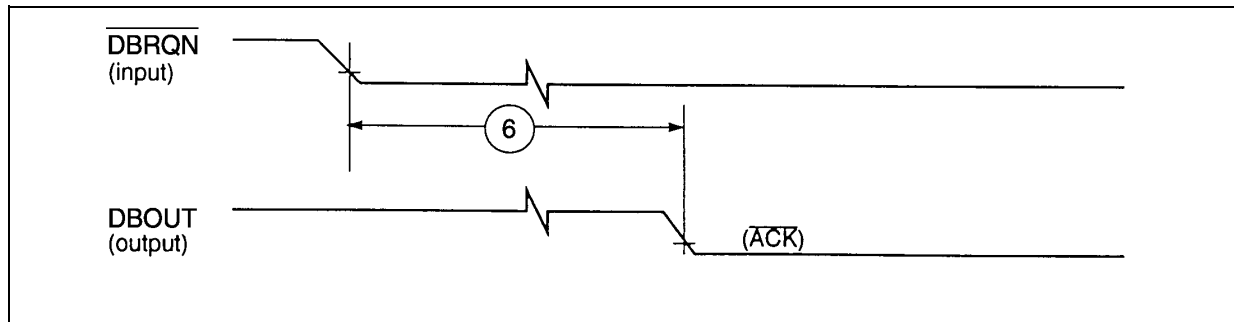 DBRQN
(input)
6
DBOUT
(output)
(ACK)